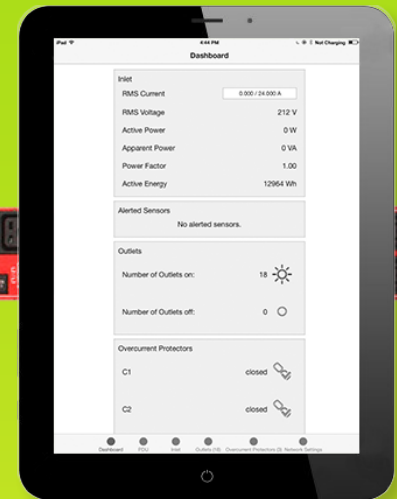 iPad 4:44 PM Not Charging
Dashboard
Inlet
RMS Current 0.000 / 24.000 A
RMS Voltage 212 V
Active Power 0 W
Apparent Power 0 VA
Power Factor 1.00
Active Energy 12964 Wh
Alerted Sensors
No alerted sensors.
Outlets
Number of Outlets on: 18
Number of Outlets off: 0
Overcurrent Protectors
C1 closed
C2 closed
Dashboard PDU Inlet Outlets (18) Overcurrent Protectors (3) Network Settings